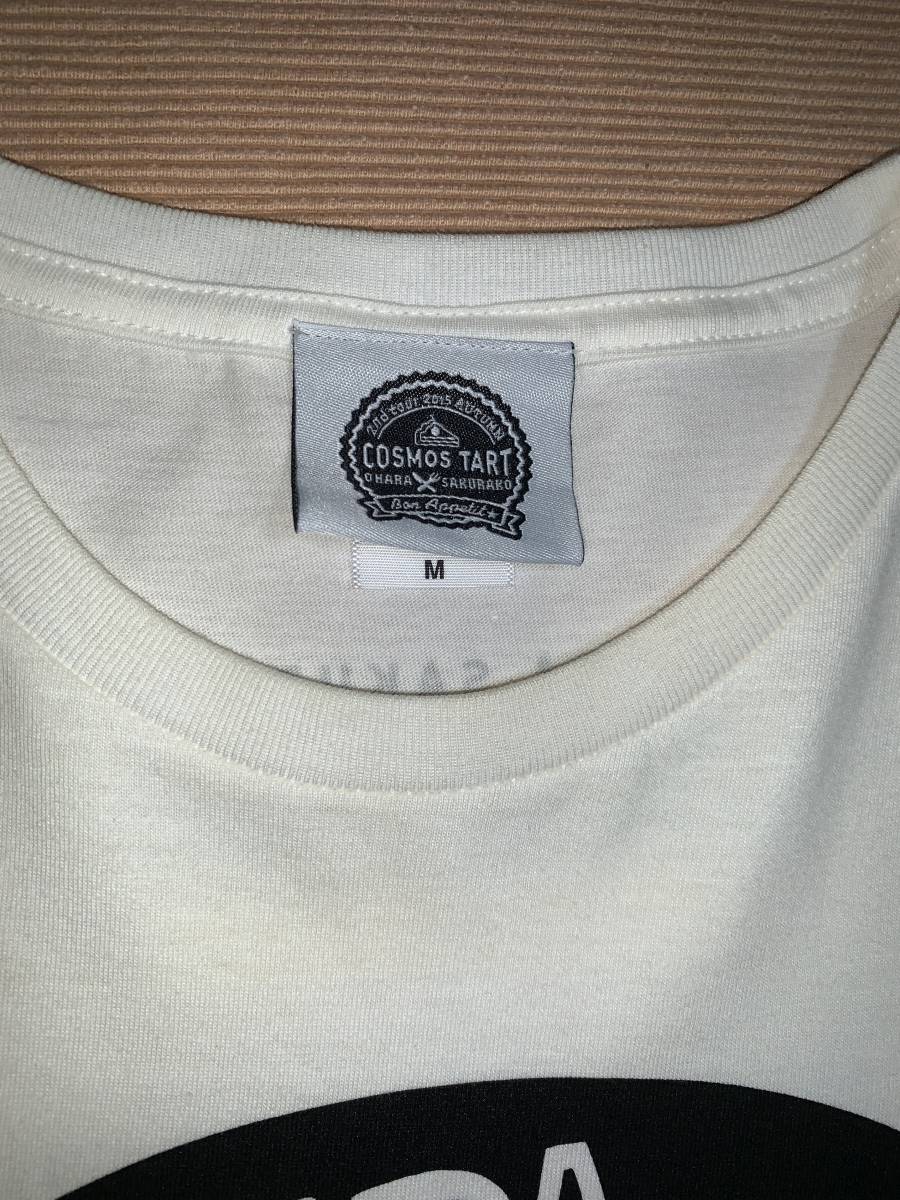 2nd tour 2015 AUTUMN
COSMOS TART
OHARA SAKURAKO
Bon Appetit
M